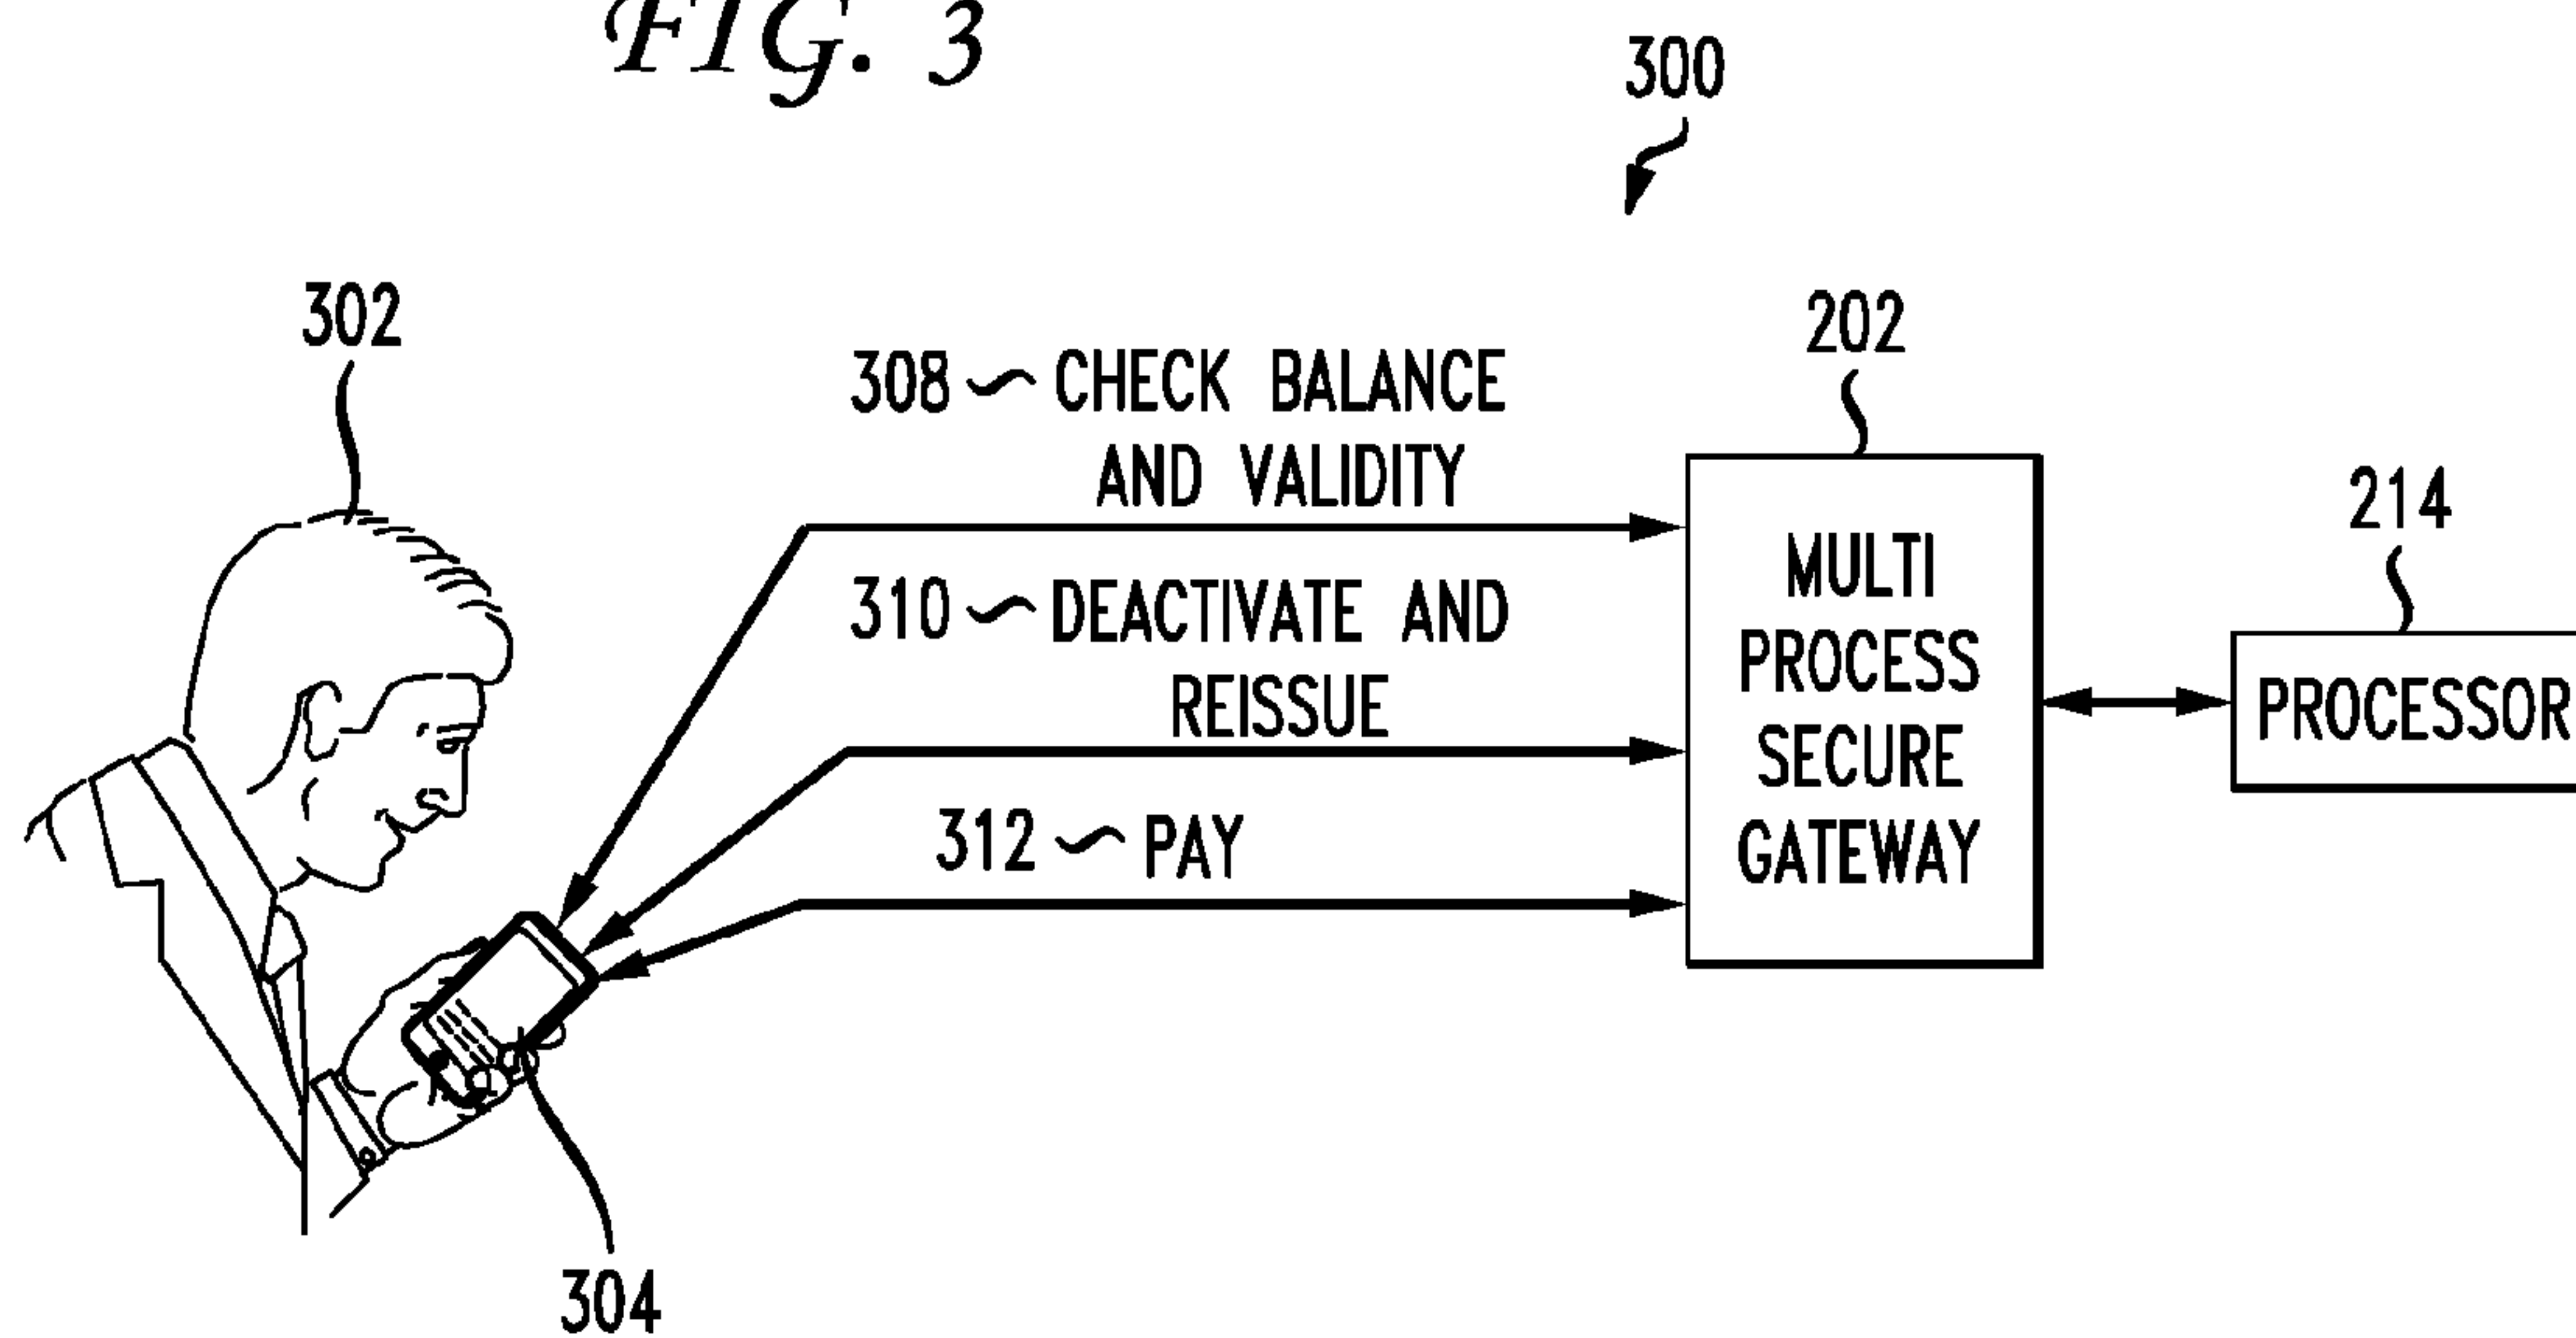 FIG. 3
300
302
308 CHECK BALANCE
AND VALIDITY
310 DEACTIVATE AND
REISSUE
312 PAY
202
MULTI
PROCESS
SECURE
GATEWAY
214
PROCESSOR
304